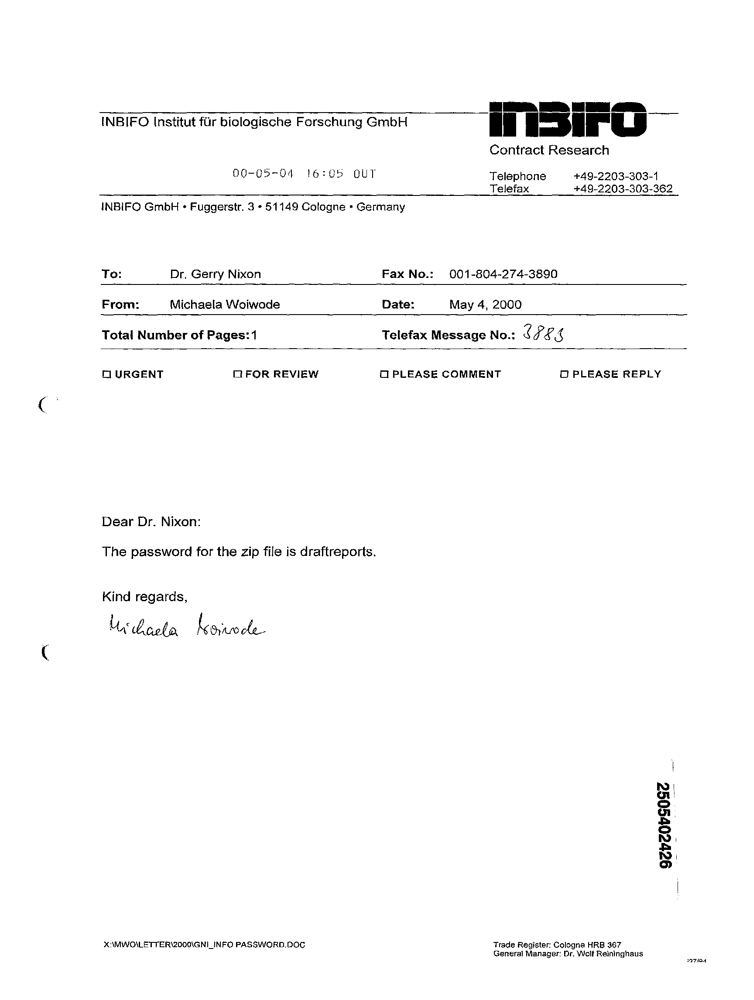 INBIFO Institut für biologische Forschung GmbH
INBIFO
Contract Research
00-05-04 16:05 OUT
Telephone +49-2203-303-1
Telefax +49-2203-303-362
INBIFO GmbH • Fuggerstr. 3 • 51149 Cologne • Germany
To: Dr. Gerry Nixon Fax No.: 001-804-274-3890
From: Michaela Woiwode Date: May 4, 2000
Total Number of Pages:1 Telefax Message No.: 3883
☐ URGENT ☐ FOR REVIEW ☐ PLEASE COMMENT ☐ PLEASE REPLY
Dear Dr. Nixon:
The password for the zip file is draftreports.
Kind regards,
Michaela Woiwode
2505402426
X:\MWO\LETTER\2000\GNI_INFO PASSWORD.DOC
Trade Register: Cologne HRB 367
General Manager: Dr. Wolf Reininghaus